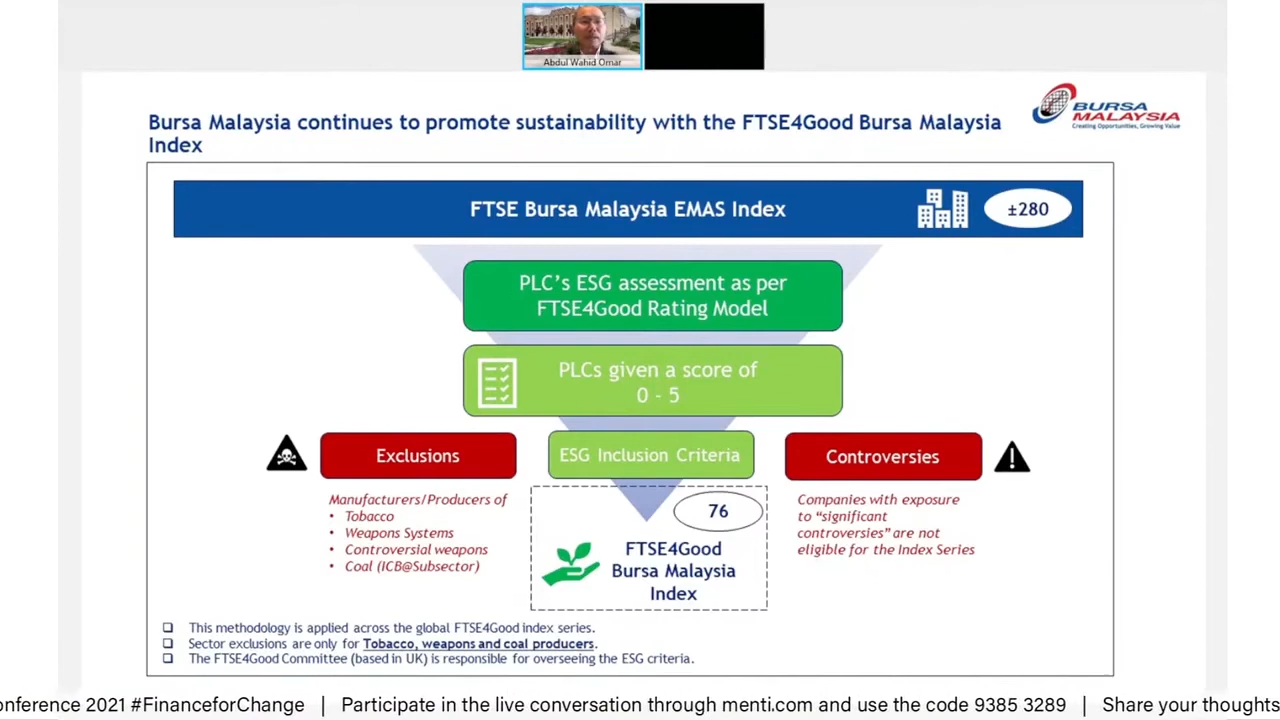 Abdul Wahid Omar
BURSA
MALAYSIA
Creating Opportunities, Growing Value
Bursa Malaysia continues to promote sustainability with the FTSE4Good Bursa Malaysia
Index
FTSE Bursa Malaysia EMAS Index
±280
PLC's ESG assessment as per
FTSE4Good Rating Model
PLCs given a score of
0 - 5
Exclusions
ESG Inclusion Criteria
Controversies
Manufacturers/Producers of
• Tobacco
• Weapons Systems
• Controversial weapons
• Coal (ICB@Subsector)
76
FTSE4Good
Bursa Malaysia
Index
Companies with exposure
to “significant
controversies” are not
eligible for the Index Series
❑ This methodology is applied across the global FTSE4Good index series.
❑ Sector exclusions are only for Tobacco, weapons and coal producers.
❑ The FTSE4Good Committee (based in UK) is responsible for overseeing the ESG criteria.
onference 2021 #FinanceforChange | Participate in the live conversation through menti.com and use the code 9385 3289 | Share your thoughts